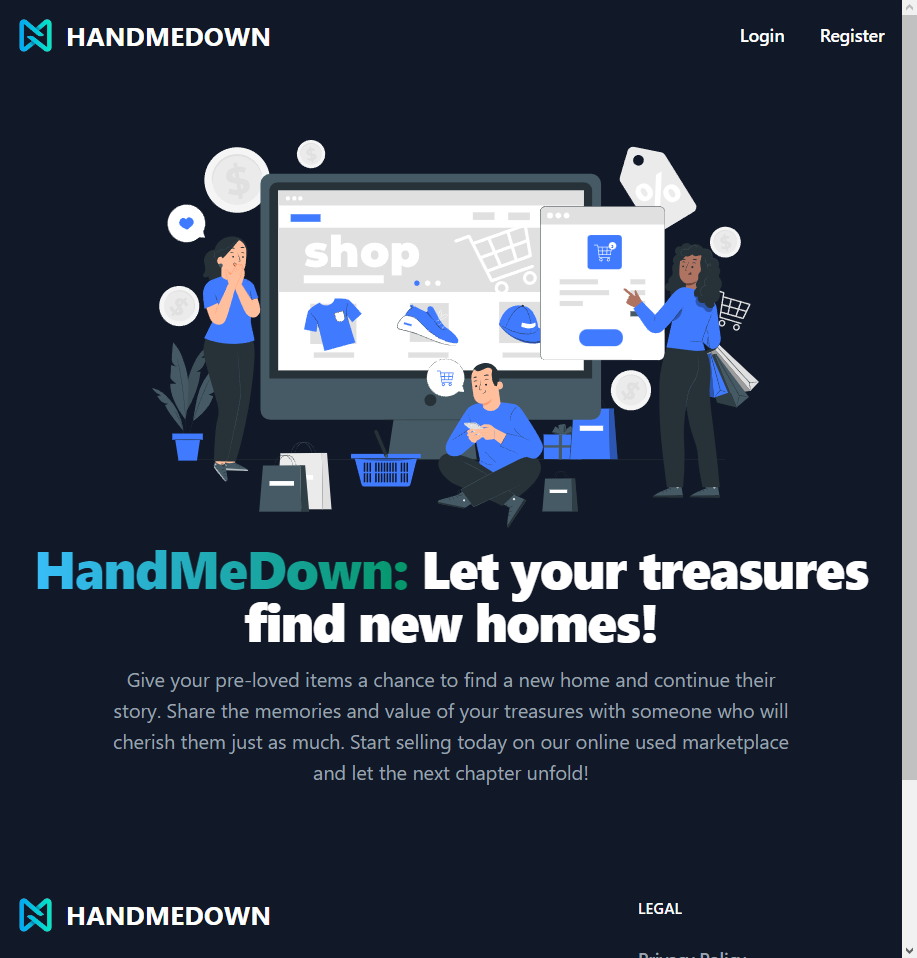 HANDMEDOWN
Login
Register
%
shop
HandMeDown: Let your treasures
find new homes!
Give your pre-loved items a chance to find a new home and continue their
story. Share the memories and value of your treasures with someone who will
cherish them just as much. Start selling today on our online used marketplace
and let the next chapter unfold!
HANDMEDOWN
LEGAL
Privacy Policy